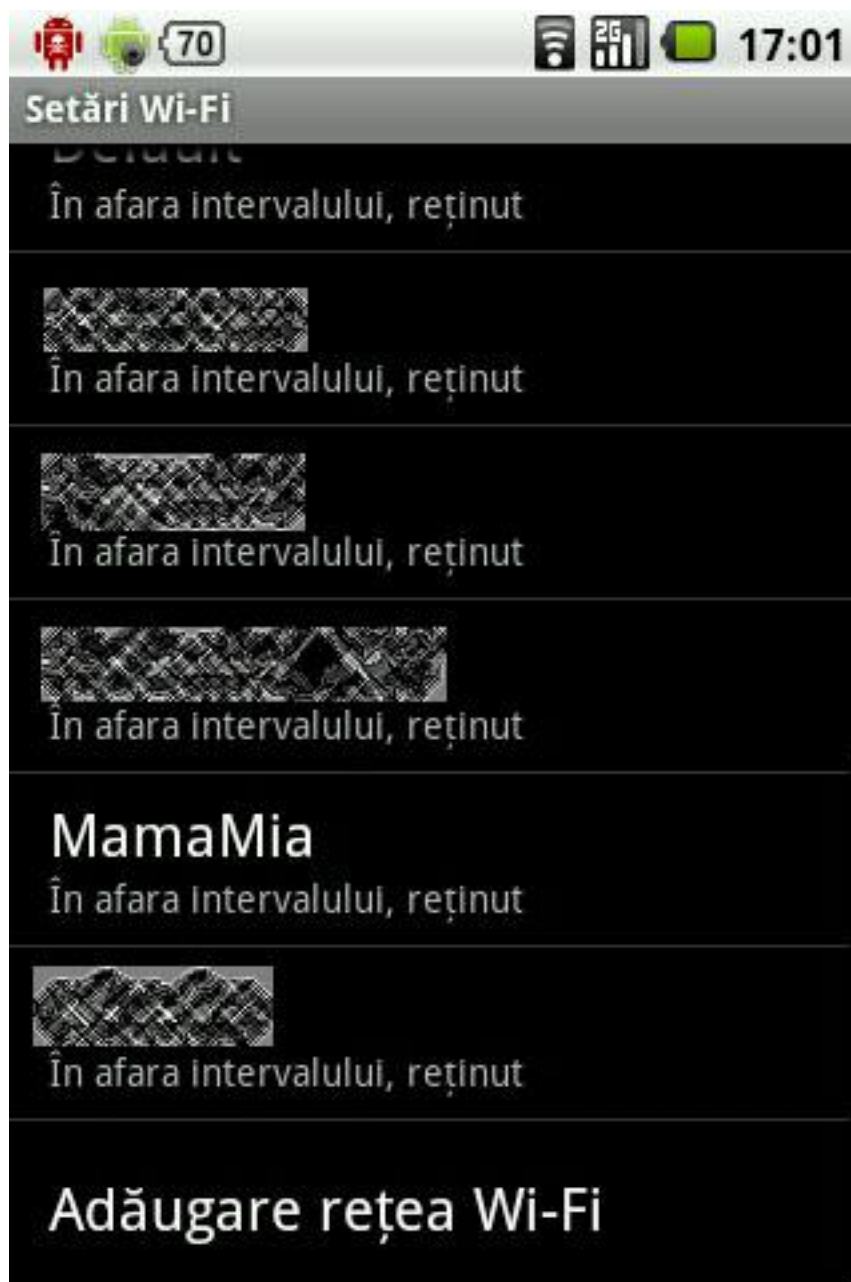 70
2G
17:01
Setări Wi-Fi
În afara intervalului, reținut
În afara intervalului, reținut
În afara intervalului, reținut
În afara intervalului, reținut
MamaMia
În afara intervalului, reținut
În afara intervalului, reținut
Adăugare rețea Wi-Fi